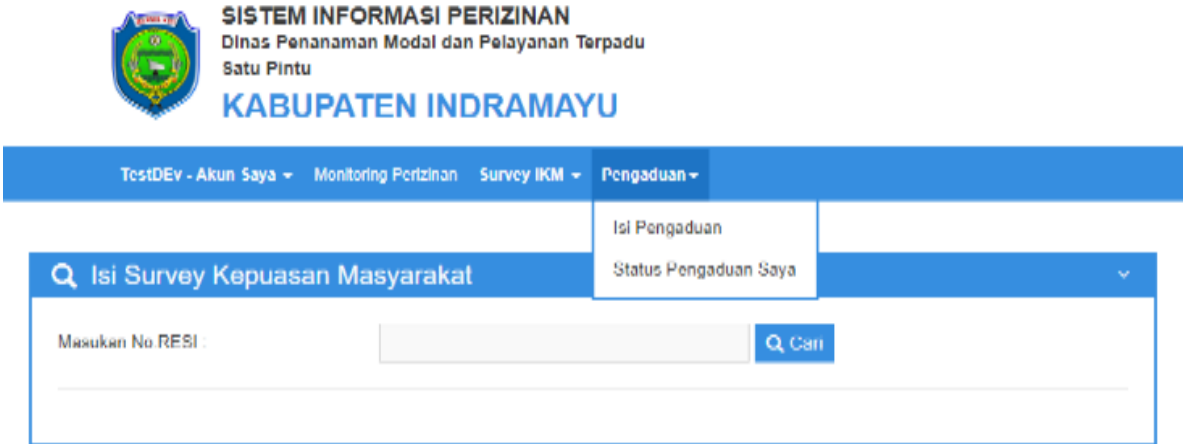 SISTEM INFORMASI PERIZINAN
Dinas Penanaman Modal dan Pelayanan Terpadu
Satu Pintu
KABUPATEN INDRAMAYU
TestDEv - Akun Saya
Monitoring Perizinan
Survey IKM
Pengaduan
Isi Pengaduan
Status Pengaduan Saya
Isi Survey Kepuasan Masyarakat
Masukan No.RESI :
Cari